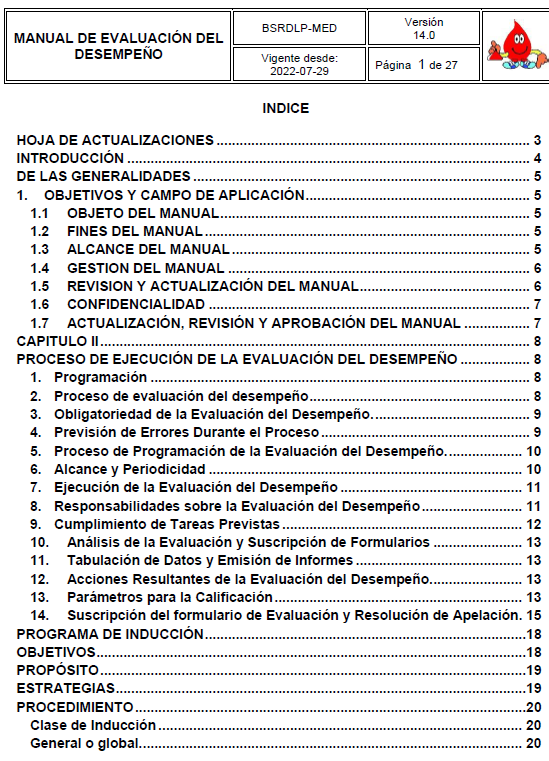 MANUAL DE EVALUACIÓN DEL
DESEMPEÑO
BSRDLP-MED
Versión
14.0
Vigente desde:
2022-07-29
Página 1 de 27
INDICE
HOJA DE ACTUALIZACIONES ... 3
INTRODUCCIÓN ... 4
DE LAS GENERALIDADES ... 5
1. OBJETIVOS Y CAMPO DE APLICACIÓN ... 5
1.1 OBJETO DEL MANUAL ... 5
1.2 FINES DEL MANUAL ... 5
1.3 ALCANCE DEL MANUAL ... 5
1.4 GESTION DEL MANUAL ... 6
1.5 REVISION Y ACTUALIZACIÓN DEL MANUAL ... 6
1.6 CONFIDENCIALIDAD ... 7
1.7 ACTUALIZACIÓN, REVISIÓN Y APROBACIÓN DEL MANUAL ... 7
CAPITULO II ... 8
PROCESO DE EJECUCIÓN DE LA EVALUACIÓN DEL DESEMPEÑO ... 8
1. Programación ... 8
2. Proceso de evaluación del desempeño ... 8
3. Obligatoriedad de la Evaluación del Desempeño. ... 9
4. Previsión de Errores Durante el Proceso ... 9
5. Proceso de Programación de la Evaluación del Desempeño. ... 10
6. Alcance y Periodicidad ... 10
7. Ejecución de la Evaluación del Desempeño ... 11
8. Responsabilidades sobre la Evaluación del Desempeño ... 11
9. Cumplimiento de Tareas Previstas ... 12
10. Análisis de la Evaluación y Suscripción de Formularios ... 13
11. Tabulación de Datos y Emisión de Informes ... 13
12. Acciones Resultantes de la Evaluación del Desempeño. ... 13
13. Parámetros para la Calificación ... 13
14. Suscripción del formulario de Evaluación y Resolución de Apelación. 15
PROGRAMA DE INDUCCIÓN ... 18
OBJETIVOS ... 18
PROPÓSITO ... 19
ESTRATEGIAS ... 19
PROCEDIMIENTO ... 20
Clase de Inducción ... 20
General o global. ... 20